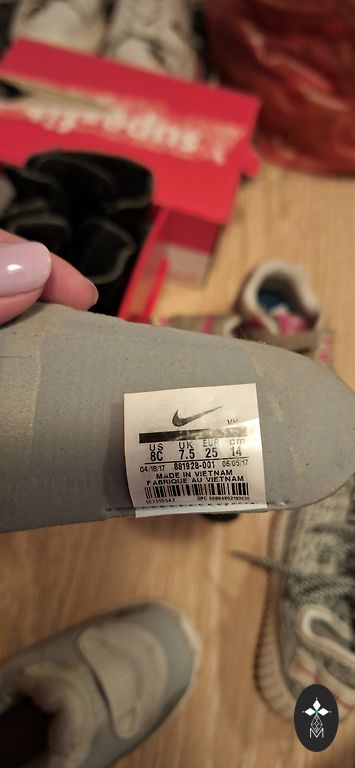 US UK EUR cm
8C 7.5 25 14
04/18/17 881928-001 06/05/17
MADE IN VIETNAM
FABRIQUE AU VIETNAM
M